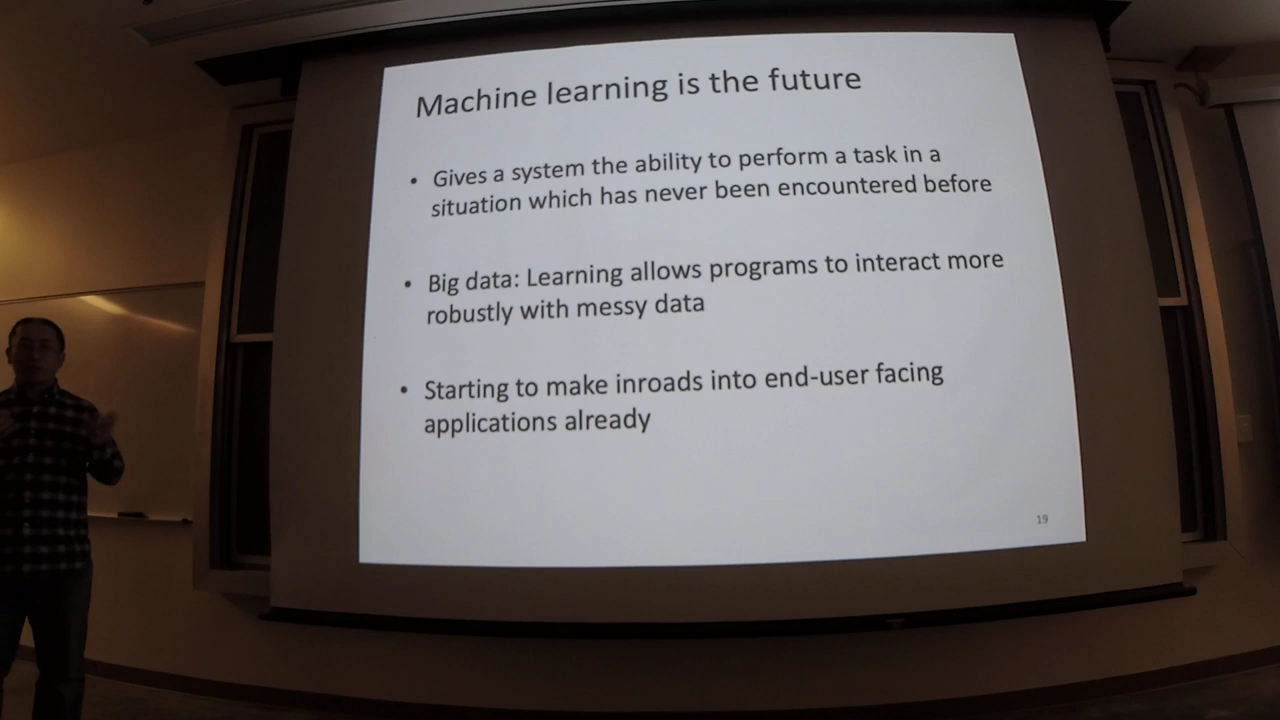 Machine learning is the future
• Gives a system the ability to perform a task in a
situation which has never been encountered before
• Big data: Learning allows programs to interact more
robustly with messy data
• Starting to make inroads into end-user facing
applications already
19